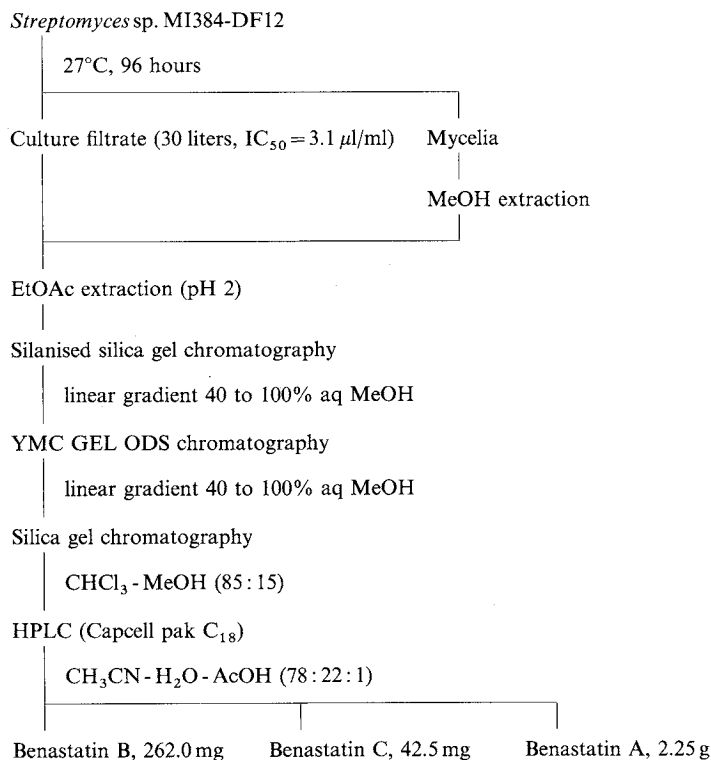 Streptomyces sp. MI384-DF12
27°C, 96 hours
Culture filtrate (30 liters, IC₅₀ = 3.1 μl/ml) Mycelia
MeOH extraction
EtOAc extraction (pH 2)
Silanised silica gel chromatography
linear gradient 40 to 100% aq MeOH
YMC GEL ODS chromatography
linear gradient 40 to 100% aq MeOH
Silica gel chromatography
CHCl₃ - MeOH (85 : 15)
HPLC (Capcell pak C₁₈)
CH₃CN - H₂O - AcOH (78 : 22 : 1)
Benastatin B, 262.0 mg Benastatin C, 42.5 mg Benastatin A, 2.25 g